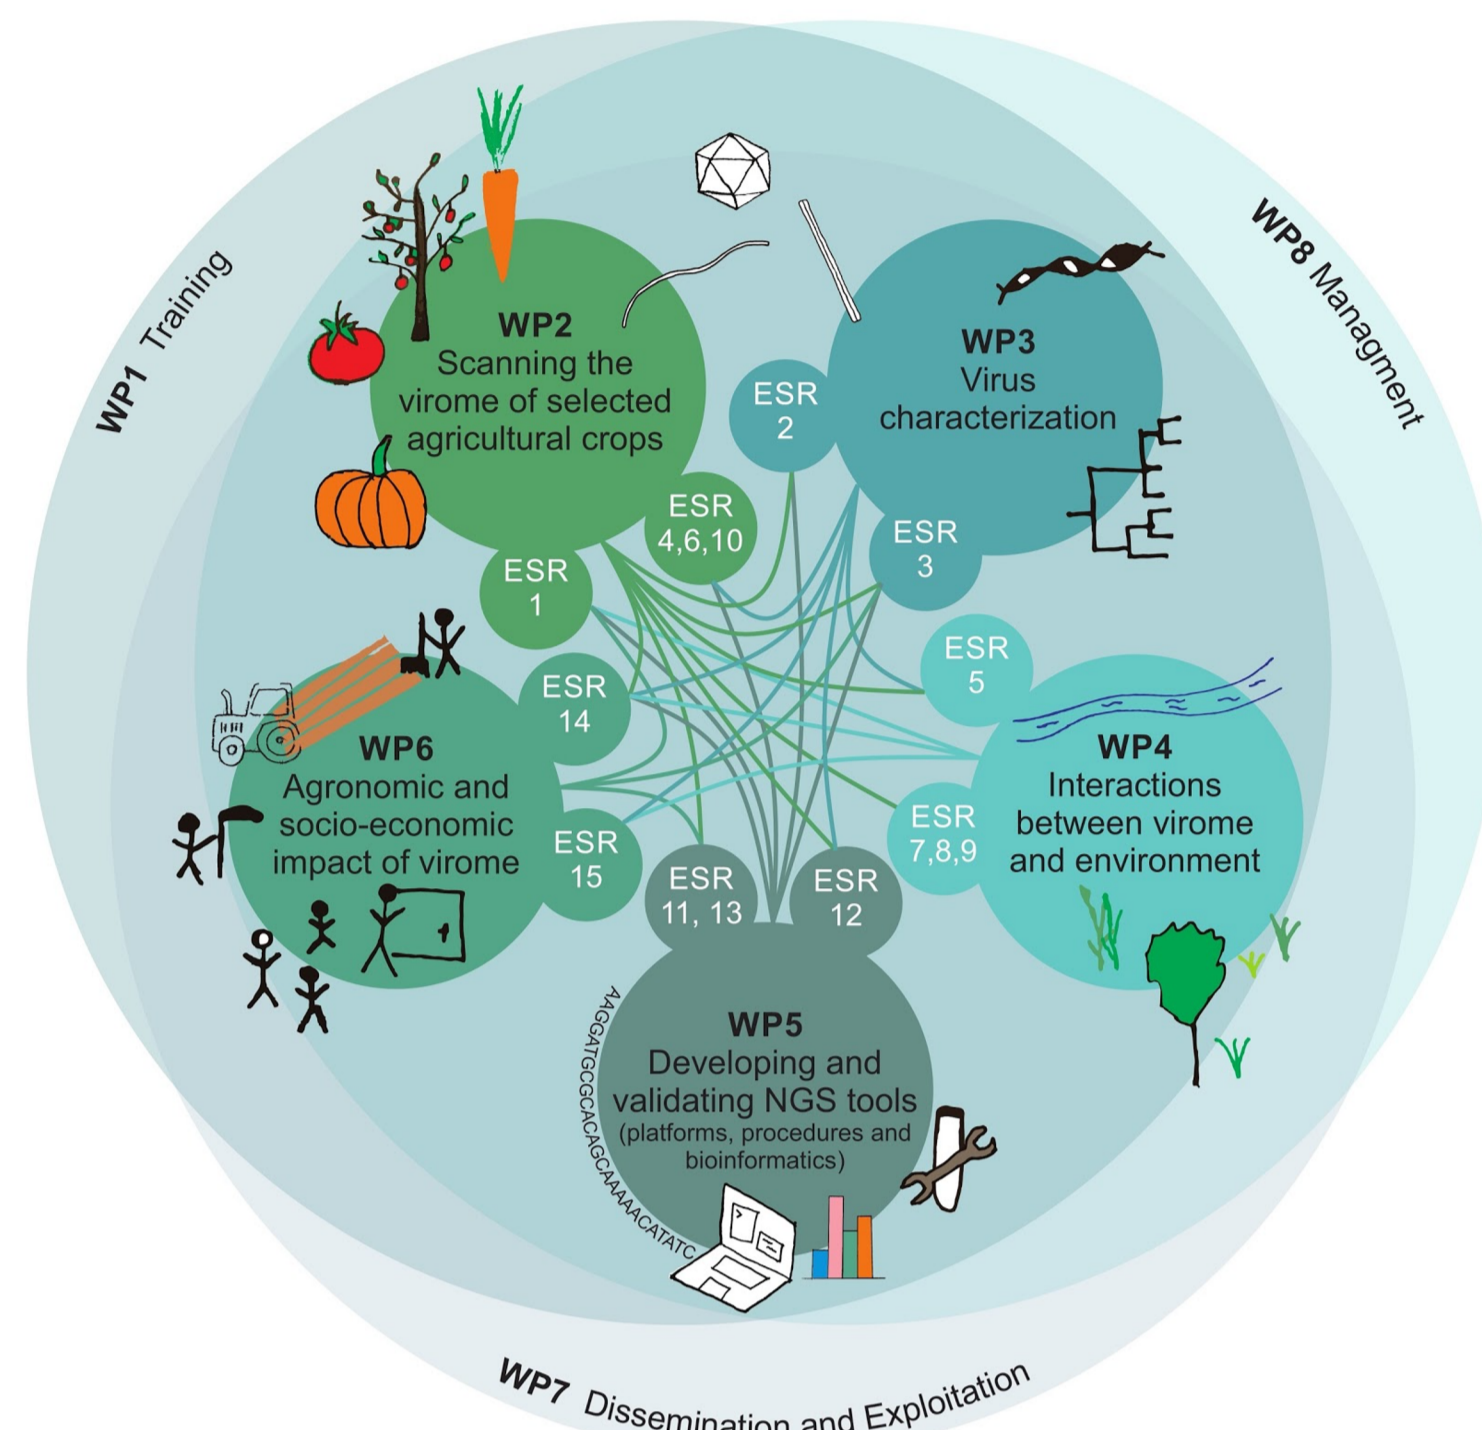 WP1 Training
WP8 Managment
WP2
Scanning the
virome of selected
agricultural crops
WP3
Virus
characterization
ESR
2
ESR
4,6,10
ESR
3
ESR
1
ESR
5
ESR
14
WP6
Agronomic and
socio-economic
impact of virome
WP4
Interactions
between virome
and environment
ESR
7,8,9
ESR
15
ESR
11, 13
ESR
12
WP5
Developing and
validating NGS tools
(platforms, procedures and
bioinformatics)
AAGGATGCGCACAGCAAAAACATATC
WP7 Dissemination and Exploitation